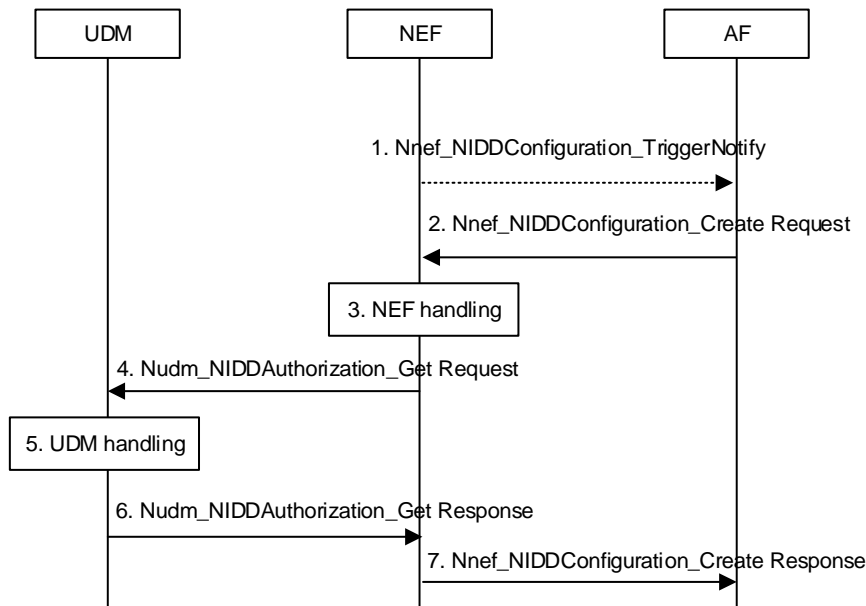 UDM
NEF
AF
1. Nnef_NIDDConfiguration_TriggerNotify
2. Nnef_NIDDConfiguration_Create Request
3. NEF handling
4. Nudm_NIDDAuthorization_Get Request
5. UDM handling
6. Nudm_NIDDAuthorization_Get Response
7. Nnef_NIDDConfiguration_Create Response